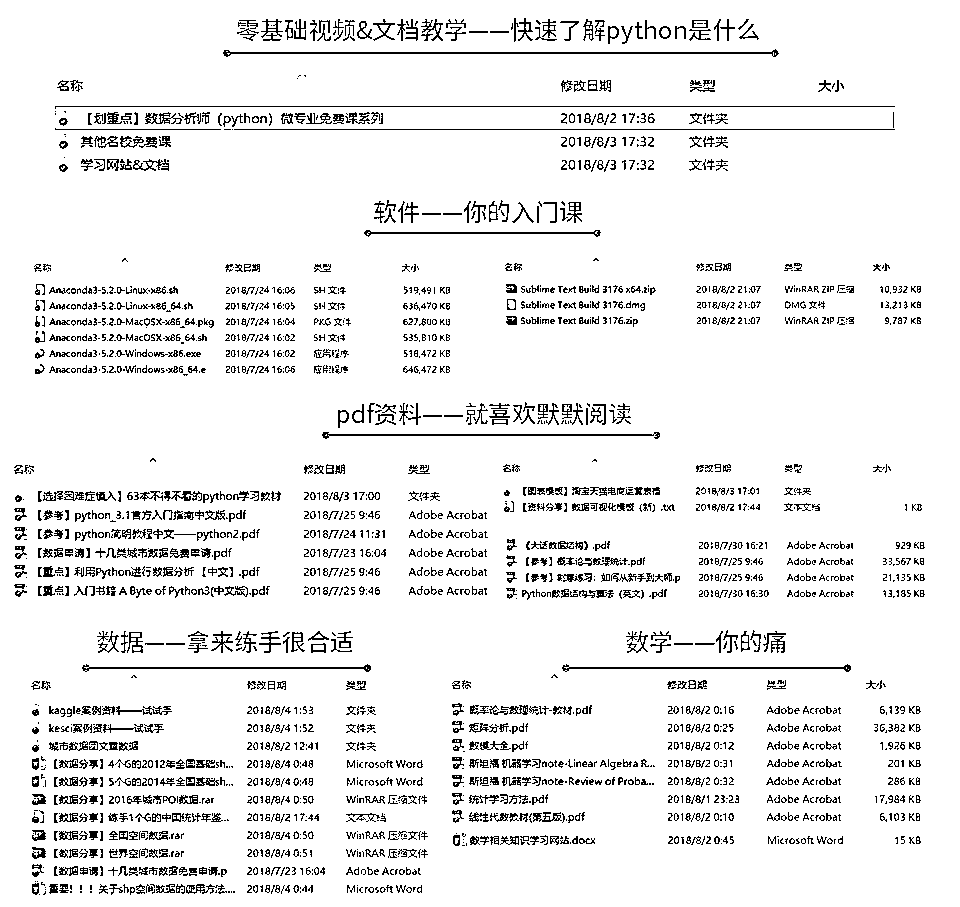 零基础视频&文档教学——快速了解python是什么
名称 修改日期 类型 大小
【划重点】数据分析师（python）微专业免费课系列 2018/8/2 17:36 文件夹
其他名校免费课 2018/8/3 17:32 文件夹
学习网站&文档 2018/8/3 17:32 文件夹
软件——你的入门课
名称 修改日期 类型 大小
Anaconda3-5.2.0-Linux-x86.sh 2018/7/24 16:06 SH 文件 519,491 KB
Anaconda3-5.2.0-Linux-x86_64.sh 2018/7/24 16:05 SH 文件 636,470 KB
Anaconda3-5.2.0-MacOSX-x86_64.pkg 2018/7/24 16:04 PKG 文件 627,800 KB
Anaconda3-5.2.0-MacOSX-x86_64.sh 2018/7/24 16:02 SH 文件 535,810 KB
Anaconda3-5.2.0-Windows-x86.exe 2018/7/24 16:02 应用程序 518,472 KB
Anaconda3-5.2.0-Windows-x86_64.e 2018/7/24 16:06 应用程序 646,472 KB
名称 修改日期 类型 大小
Sublime Text Build 3176 x64.zip 2018/8/2 21:07 WinRAR ZIP 压缩 10,932 KB
Sublime Text Build 3176.dmg 2018/8/2 21:07 DMG 文件 13,213 KB
Sublime Text Build 3176.zip 2018/8/2 21:07 WinRAR ZIP 压缩 9,787 KB
pdf资料——就喜欢默默阅读
名称 修改日期 类型
【选择困难症慎入】63本不得不看的python学习教材 2018/8/3 17:00 文件夹
【参考】python_3.1官方入门指南中文版.pdf 2018/7/25 9:46 Adobe Acrobat
【参考】python简明教程中文——python2.pdf 2018/7/24 11:31 Adobe Acrobat
【数据申请】十几类城市数据免费申请.pdf 2018/7/23 16:04 Adobe Acrobat
【重点】利用Python进行数据分析 【中文】.pdf 2018/7/25 9:46 Adobe Acrobat
【重点】入门书籍 A Byte of Python3(中文版).pdf 2018/7/25 9:46 Adobe Acrobat
名称 修改日期 类型 大小
【图表模板】淘宝天猫电商运营表格 2018/8/3 17:01 文件夹
【资料分享】数据可视化模板（新）.txt 2018/8/2 17:44 文本文档 1 KB
《大话数据结构》.pdf 2018/7/30 16:21 Adobe Acrobat 929 KB
【参考】概率论与数理统计.pdf 2018/7/25 9:46 Adobe Acrobat 33,567 KB
【参考】刻意练习：如何从新手到大师.p 2018/7/25 9:46 Adobe Acrobat 21,135 KB
Python数据结构与算法（英文）.pdf 2018/7/30 16:30 Adobe Acrobat 13,185 KB
数据——拿来练手很合适
名称 修改日期 类型
kaggle案例资料——试试手 2018/8/4 1:53 文件夹
kesci案例资料——试试手 2018/8/4 1:52 文件夹
城市数据团文章数据 2018/8/2 12:41 文件夹
【数据分享】4个G的2012年全国基础sh... 2018/8/4 0:48 Microsoft Word
【数据分享】5个G的2014年全国基础sh... 2018/8/4 0:48 Microsoft Word
【数据分享】2016年城市POI数据.rar 2018/8/4 0:50 WinRAR 压缩文件
【数据分享】练手1个G的中国统计年鉴... 2018/8/2 17:44 文本文档
【数据分享】全国空间数据.rar 2018/8/4 0:50 WinRAR 压缩文件
【数据分享】世界空间数据.rar 2018/8/4 0:51 WinRAR 压缩文件
【数据申请】十几类城市数据免费申请.p 2018/7/23 16:04 Adobe Acrobat
重要！！！关于shp空间数据的使用方法.... 2018/8/4 0:44 Microsoft Word
数学——你的痛
名称 修改日期 类型 大小
概率论与数理统计-教材.pdf 2018/8/2 0:16 Adobe Acrobat 6,139 KB
矩阵分析.pdf 2018/8/2 0:25 Adobe Acrobat 36,382 KB
数模大全.pdf 2018/8/2 0:12 Adobe Acrobat 1,926 KB
斯坦福 机器学习note-Linear Algebra R... 2018/8/2 0:31 Adobe Acrobat 201 KB
斯坦福 机器学习note-Review of Proba... 2018/8/2 0:32 Adobe Acrobat 286 KB
统计学习方法.pdf 2018/8/1 23:23 Adobe Acrobat 17,984 KB
线性代数教材(第五版).pdf 2018/8/2 0:10 Adobe Acrobat 6,103 KB
数学相关知识学习网站.docx 2018/8/2 0:45 Microsoft Word 15 KB